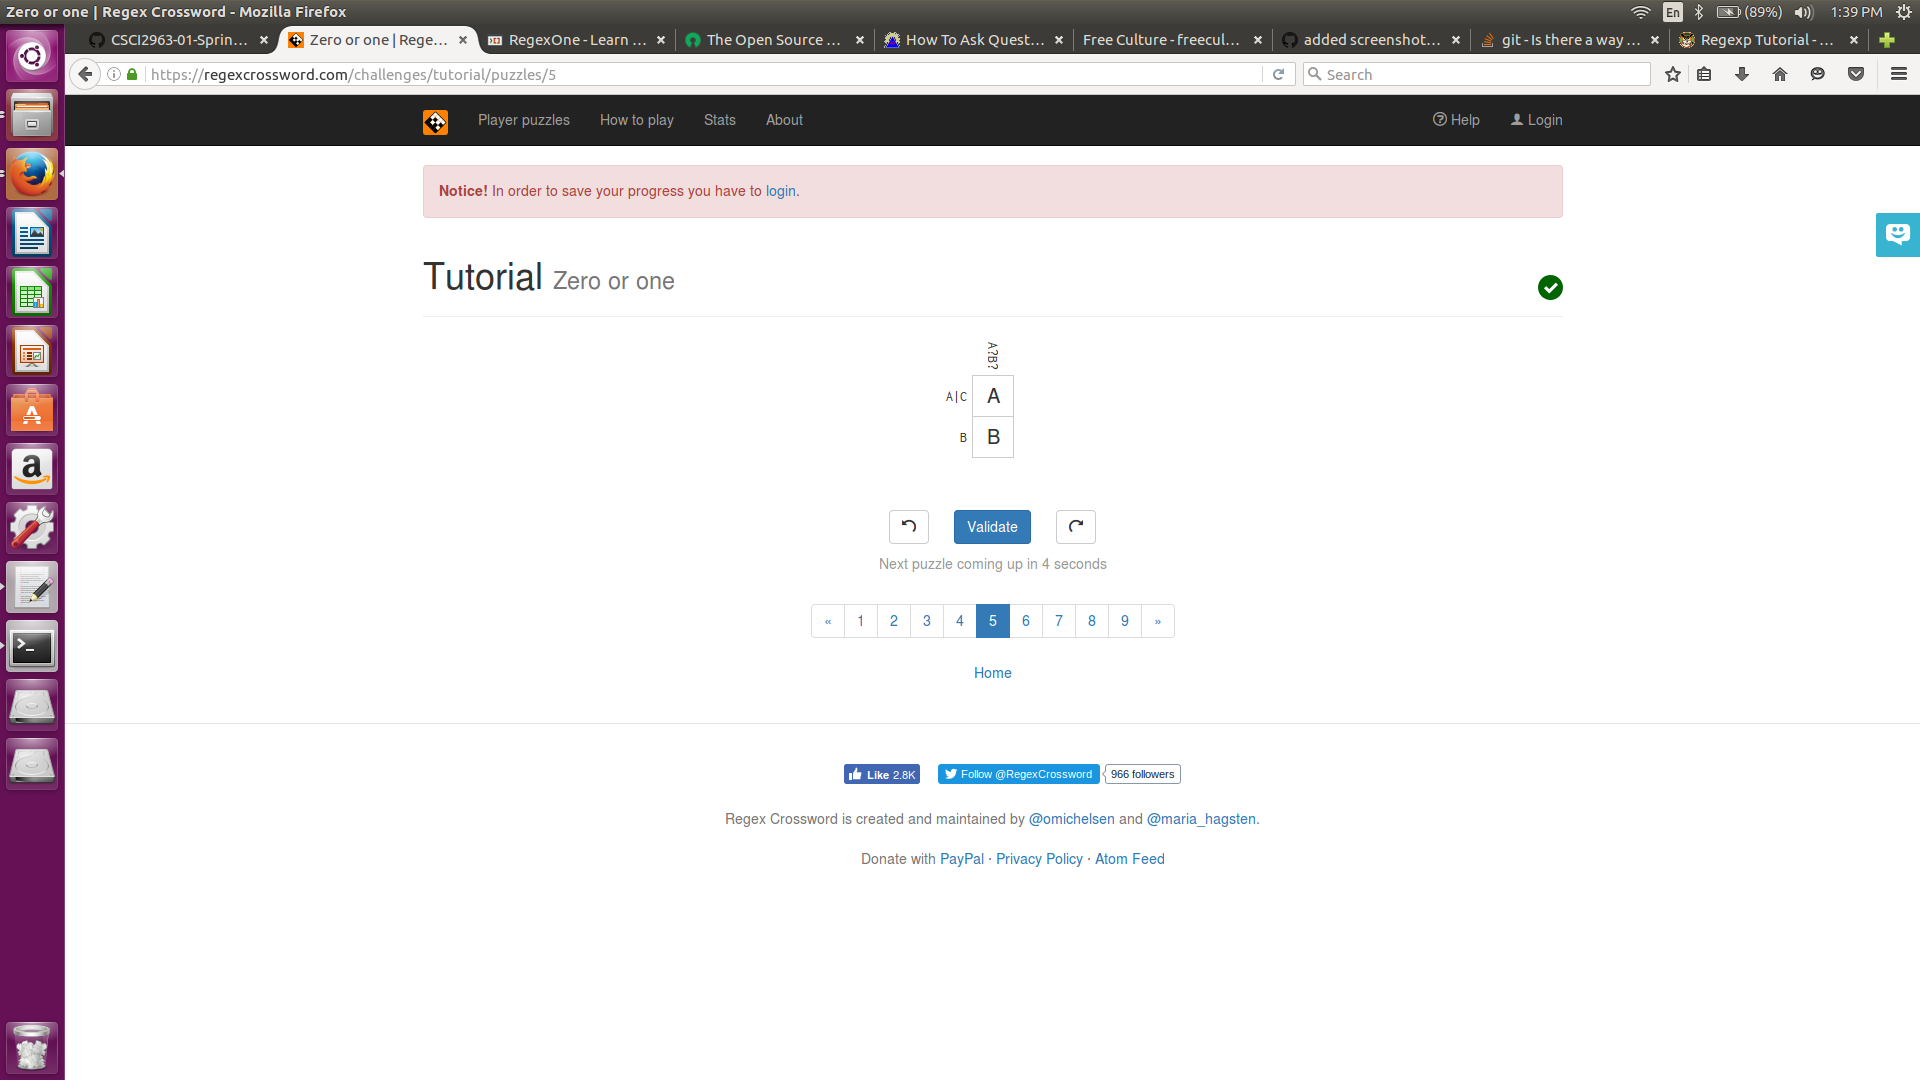 Zero or one | Regex Crossword - Mozilla Firefox
En (89%) 1:39 PM
CSCI2963-01-Sprin... × Zero or one | Rege... × RegexOne - Learn ... × The Open Source ... × How To Ask Quest... × Free Culture - freecul... × added screenshot... × git - Is there a way ... × Regexp Tutorial - ... ×
https://regexcrossword.com/challenges/tutorial/puzzles/5
Search
Player puzzles How to play Stats About Help Login
Notice! In order to save your progress you have to login.
Tutorial Zero or one
A?B?
A|C A
B B
Validate
Next puzzle coming up in 4 seconds
« 1 2 3 4 5 6 7 8 9 »
Home
Like 2.8K Follow @RegexCrossword 966 followers
Regex Crossword is created and maintained by @omichelsen and @maria_hagsten.
Donate with PayPal · Privacy Policy · Atom Feed